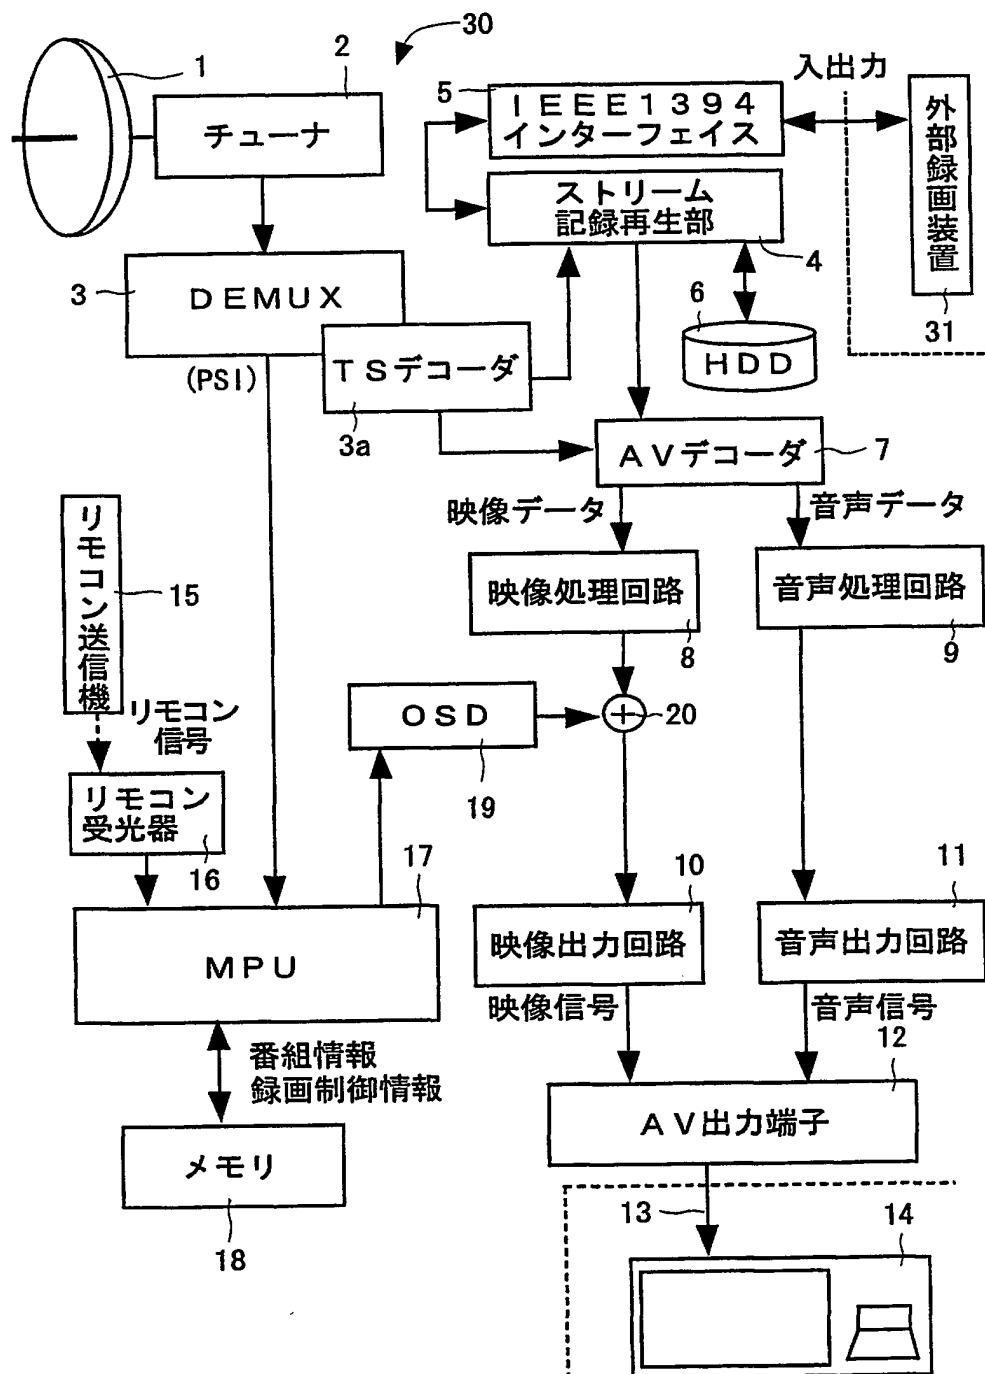 30
1
2
チューナ
入出力
5
IEEE1394
インターフェイス
外部録画装置
31
ストリーム
記録再生部
4
3
DEMUX
(PSI)
TSデコーダ
3a
6
HDD
AVデコーダ
7
映像データ
音声データ
リモコン送信機
15
映像処理回路
8
音声処理回路
9
リモコン
信号
OSD
19
20
リモコン
受光器
16
17
MPU
10
映像出力回路
11
音声出力回路
映像信号
音声信号
番組情報
録画制御情報
12
AV出力端子
メモリ
18
13
14